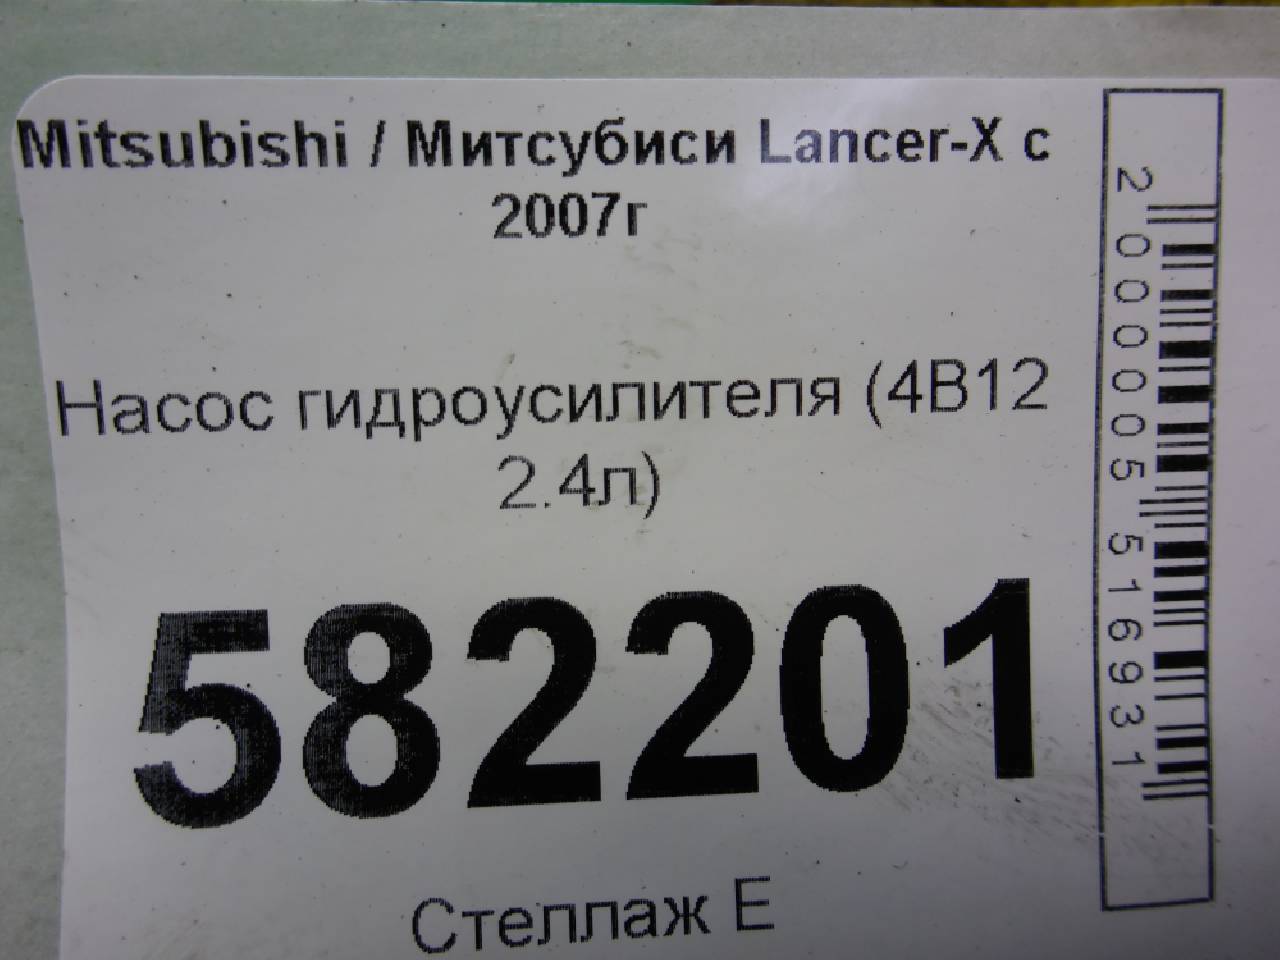 Mitsubishi / Митсубиси Lancer-X с
2007г
Насос гидроусилителя (4B12
2.4л)
582201
Стеллаж Е
2000005516931